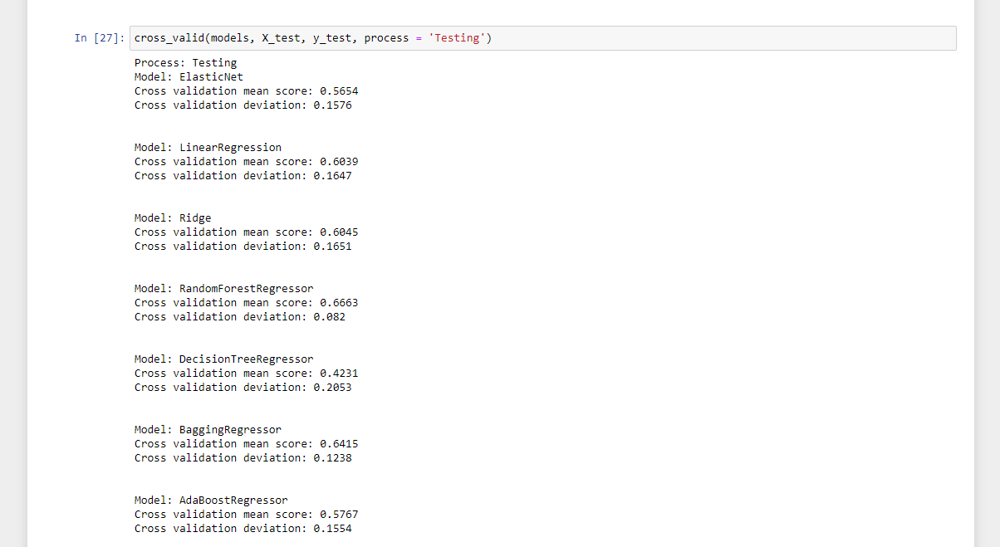 In [27]: cross_valid(models, X_test, y_test, process = 'Testing')
Process: Testing
Model: ElasticNet
Cross validation mean score: 0.5654
Cross validation deviation: 0.1576
Model: LinearRegression
Cross validation mean score: 0.6039
Cross validation deviation: 0.1647
Model: Ridge
Cross validation mean score: 0.6045
Cross validation deviation: 0.1651
Model: RandomForestRegressor
Cross validation mean score: 0.6663
Cross validation deviation: 0.082
Model: DecisionTreeRegressor
Cross validation mean score: 0.4231
Cross validation deviation: 0.2053
Model: BaggingRegressor
Cross validation mean score: 0.6415
Cross validation deviation: 0.1238
Model: AdaBoostRegressor
Cross validation mean score: 0.5767
Cross validation deviation: 0.1554